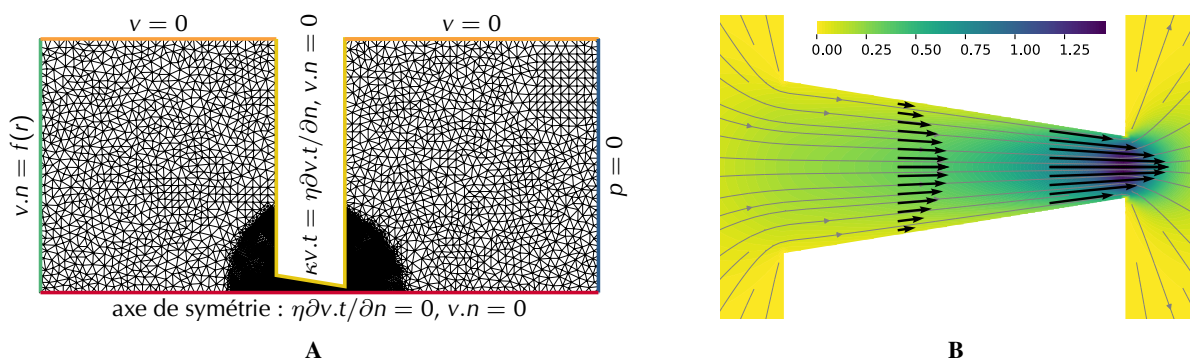 v = 0
v = 0
v.n = f(r)
κv.t = η∂v.t/∂n, v.n = 0
p = 0
axe de symétrie : η∂v.t/∂n = 0, v.n = 0
A
0.00 0.25 0.50 0.75 1.00 1.25
B